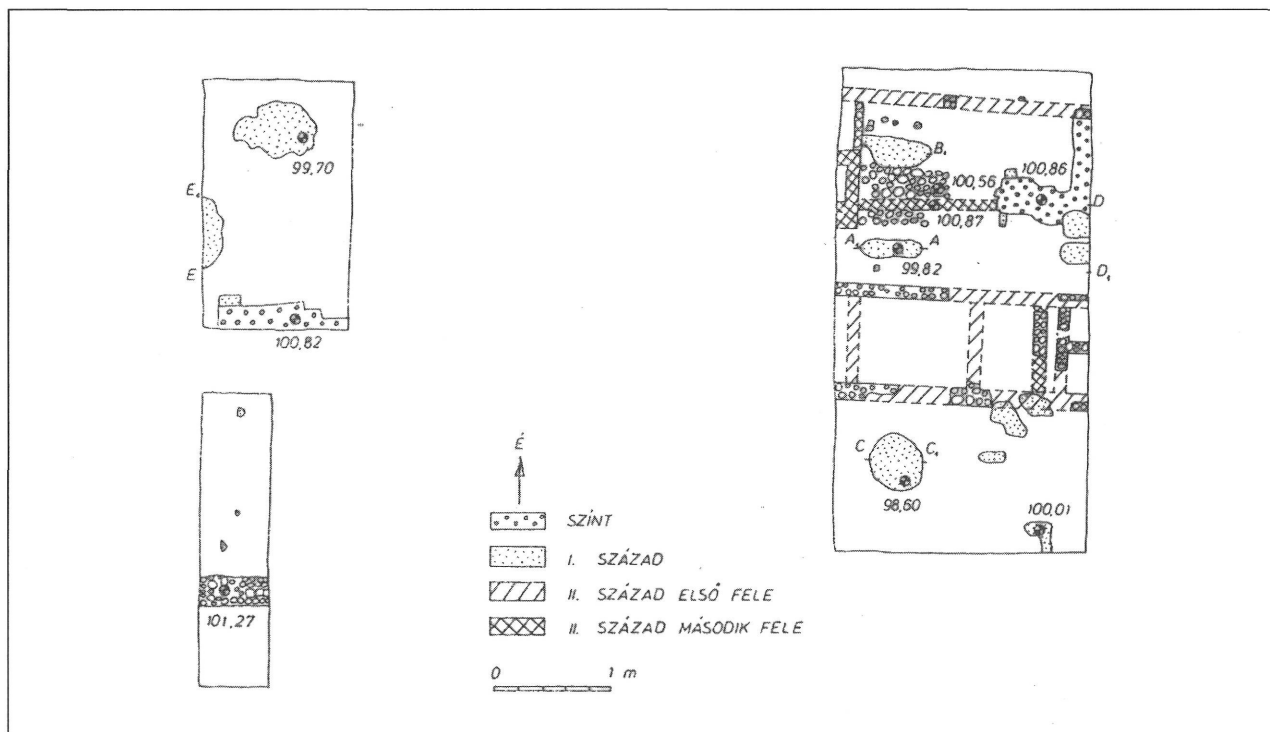 99,70
E₁
E
100,82
101,27
B₁
100,56
100,86
100,87
D
A₁
A
99,82
D₁
C
C₁
98,60
100,01
É
SZÍNT
I. SZÁZAD
II. SZÁZAD ELSŐ FELE
II. SZÁZAD MÁSODIK FELE
0 1 m